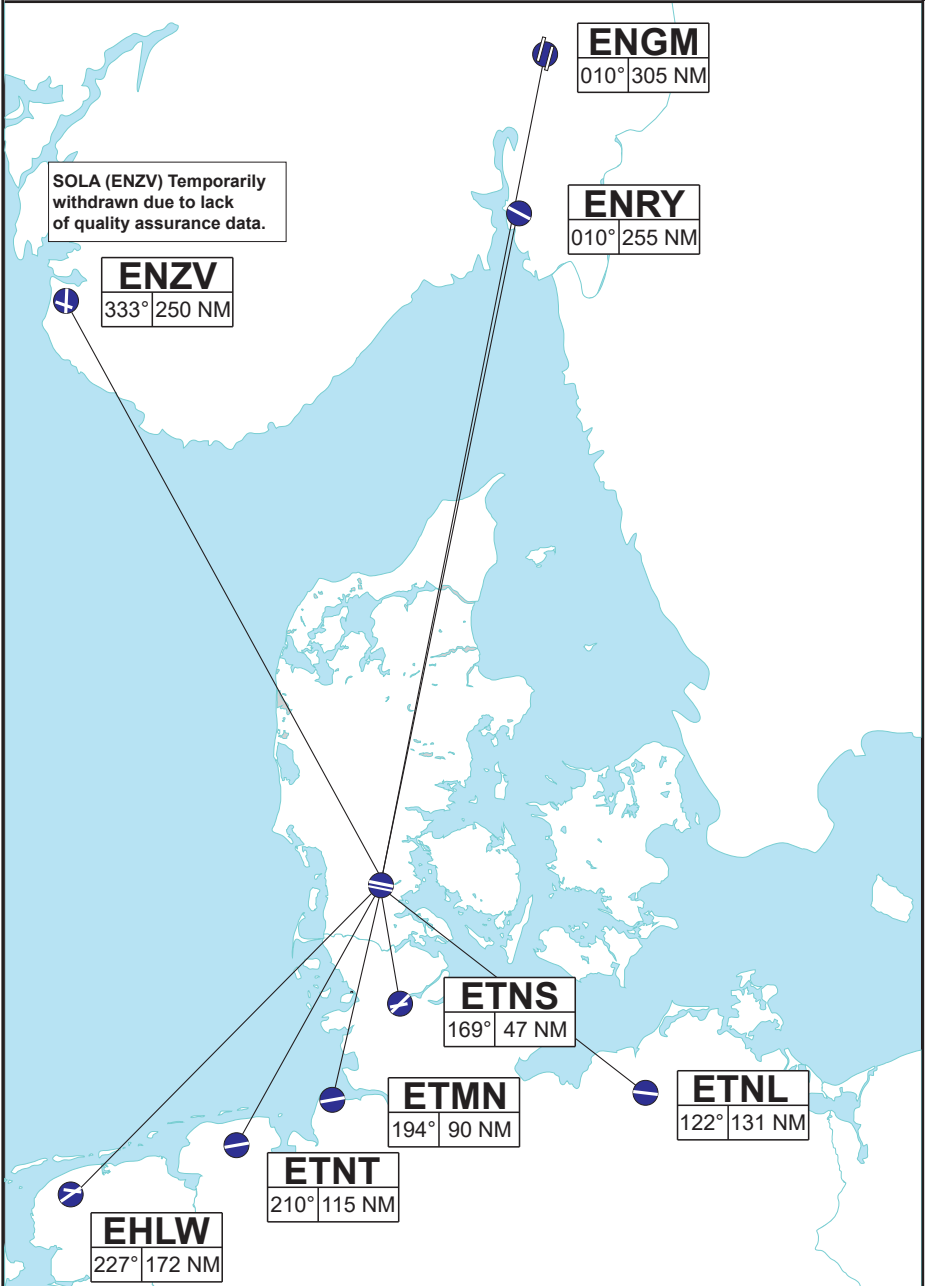 ENGM
010° 305 NM
SOLA (ENZV) Temporarily
withdrawn due to lack
of quality assurance data.
ENRY
010° 255 NM
ENZV
333° 250 NM
ETNS
169° 47 NM
ETMN
194° 90 NM
ETNL
122° 131 NM
ETNT
210° 115 NM
EHLW
227° 172 NM